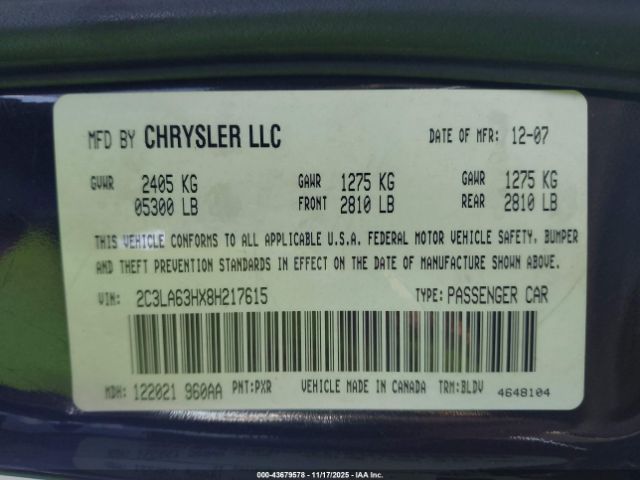 MFD BY CHRYSLER LLC DATE OF MFR: 12-07
GVWR 2405 KG GAWR 1275 KG GAWR 1275 KG
05300 LB FRONT 2810 LB REAR 2810 LB
THIS VEHICLE CONFORMS TO ALL APPLICABLE U.S.A. FEDERAL MOTOR VEHICLE SAFETY, BUMPER
AND THEFT PREVENTION STANDARDS IN EFFECT ON THE DATE OF MANUFACTURE SHOWN ABOVE.
VIN: 2C3LA63HX8H217615 TYPE: PASSENGER CAR
MDH: 122021 960AA PNT:PXR VEHICLE MADE IN CANADA TRM:BLDV 4648104
000-43679578 - 11/17/2025 - IAA, Inc.